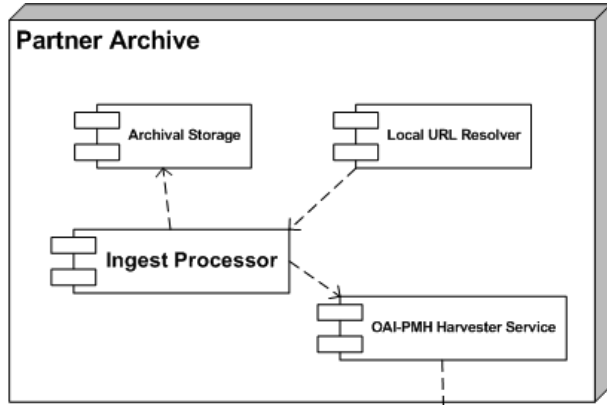 Partner Archive
Archival Storage
Local URL Resolver
Ingest Processor
OAI-PMH Harvester Service